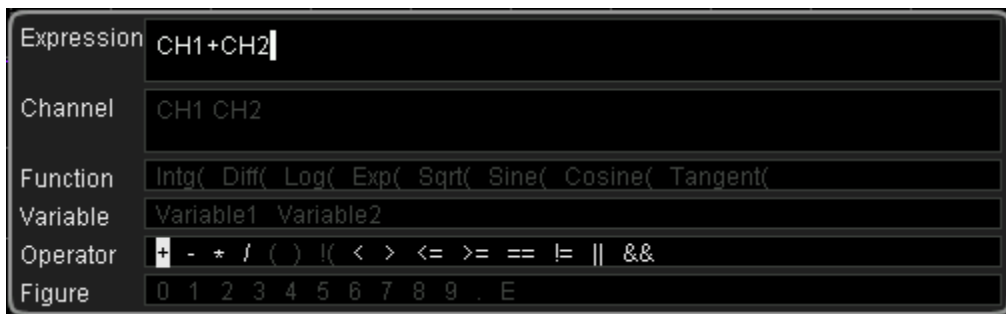 Expression CH1+CH2
Channel CH1 CH2
Function Intg( Diff( Log( Exp( Sqrt( Sine( Cosine( Tangent(
Variable Variable1 Variable2
Operator + - * / ( ) !( < > <= >= == != || &&
Figure 0 1 2 3 4 5 6 7 8 9 . E